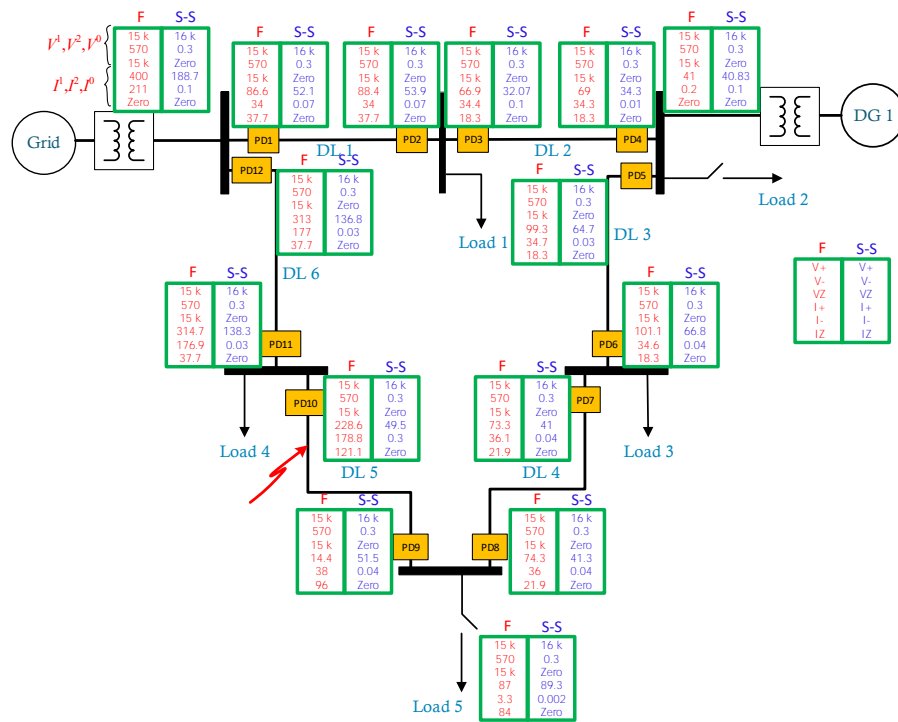 V¹,V²,V⁰
I¹,I²,I⁰
F S-S
15 k 16 k
570 0.3
15 k Zero
400 188.7
211 0.1
Zero Zero
F S-S
15 k 16 k
570 0.3
15 k Zero
86.6 52.1
34 0.07
37.7 Zero
F S-S
15 k 16 k
570 0.3
15 k Zero
88.4 53.9
34 0.07
37.7 Zero
F S-S
15 k 16 k
570 0.3
15 k Zero
66.9 32.07
34.4 0.1
18.3 Zero
F S-S
15 k 16 k
570 0.3
15 k Zero
69 34.3
34.3 0.01
18.3 Zero
F S-S
15 k 16 k
570 0.3
15 k Zero
41 40.83
0.2 0.1
Zero Zero
Grid
PD1
DL 1
PD2
PD3
DL 2
PD4
DG 1
PD12
PD5
Load 1
Load 2
F S-S
15 k 16 k
570 0.3
15 k Zero
313 136.8
177 0.03
37.7 Zero
DL 6
F S-S
15 k 16 k
570 0.3
15 k Zero
99.3 64.7
34.7 0.03
18.3 Zero
DL 3
F S-S
V+ V+
V- V-
VZ VZ
I+ I+
I- I-
IZ IZ
F S-S
15 k 16 k
570 0.3
15 k Zero
314.7 138.3
176.9 0.03
37.7 Zero
PD11
PD6
F S-S
15 k 16 k
570 0.3
15 k Zero
101.1 66.8
34.6 0.04
18.3 Zero
PD10
F S-S
15 k 16 k
570 0.3
15 k Zero
228.6 49.5
178.8 0.3
121.1 Zero
F S-S
15 k 16 k
570 0.3
15 k Zero
73.3 41
36.1 0.04
21.9 Zero
PD7
Load 4
DL 5
DL 4
Load 3
F S-S
15 k 16 k
570 0.3
15 k Zero
14.4 51.5
38 0.04
96 Zero
PD9
PD8
F S-S
15 k 16 k
570 0.3
15 k Zero
74.3 41.3
36 0.04
21.9 Zero
Load 5
F S-S
15 k 16 k
570 0.3
15 k Zero
87 89.3
3.3 0.002
84 Zero